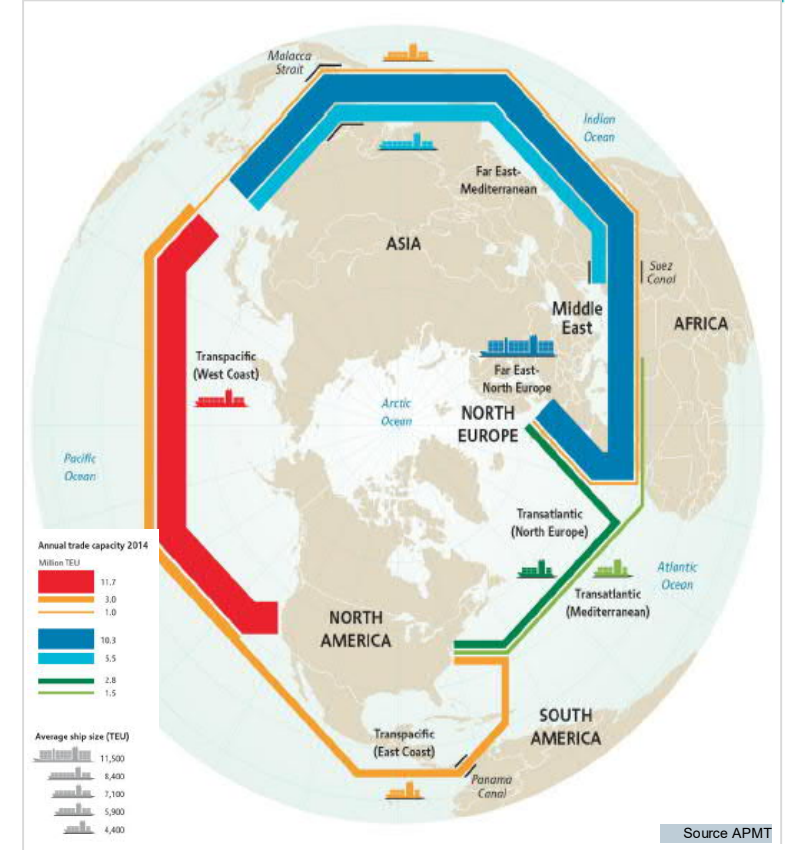 Malacca
Strait
Indian
Ocean
Far East-
Mediterranean
ASIA
Suez
Canal
Middle
East
AFRICA
Transpacific
(West Coast)
Far East-
North Europe
Arctic
Ocean
NORTH
EUROPE
Pacific
Ocean
Transatlantic
(North Europe)
Atlantic
Ocean
Transatlantic
(Mediterranean)
Annual trade capacity 2014
Million TEU
11.7
3.0
1.0
10.3
5.5
2.8
1.5
NORTH
AMERICA
SOUTH
AMERICA
Transpacific
(East Coast)
Panama
Canal
Average ship size (TEU)
11,500
8,400
7,100
5,900
4,400
Source APMT